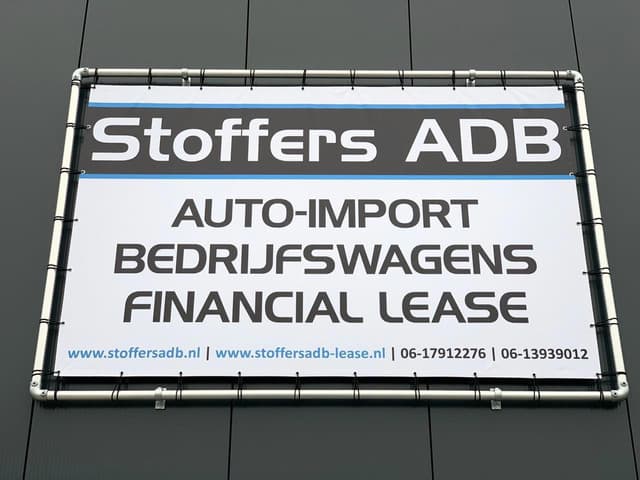 Stoffers ADB
AUTO-IMPORT
BEDRIJFSWAGENS
FINANCIAL LEASE
www.stoffersadb.nl | www.stoffersadb-lease.nl | 06-17912276 | 06-13939012